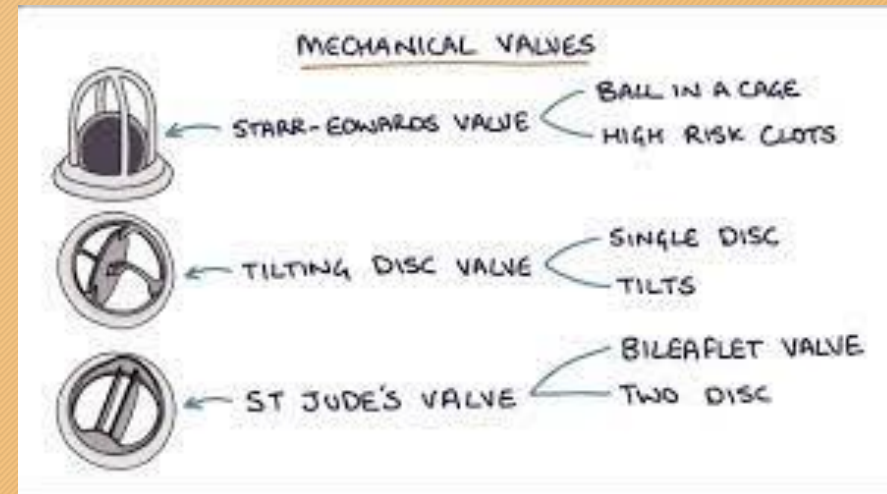 MECHANICAL VALVES
STARR-EDWARDS VALVE
BALL IN A CAGE
HIGH RISK CLOTS
TILTING DISC VALVE
SINGLE DISC
TILTS
ST JUDE'S VALVE
BILEAFLET VALVE
TWO DISC